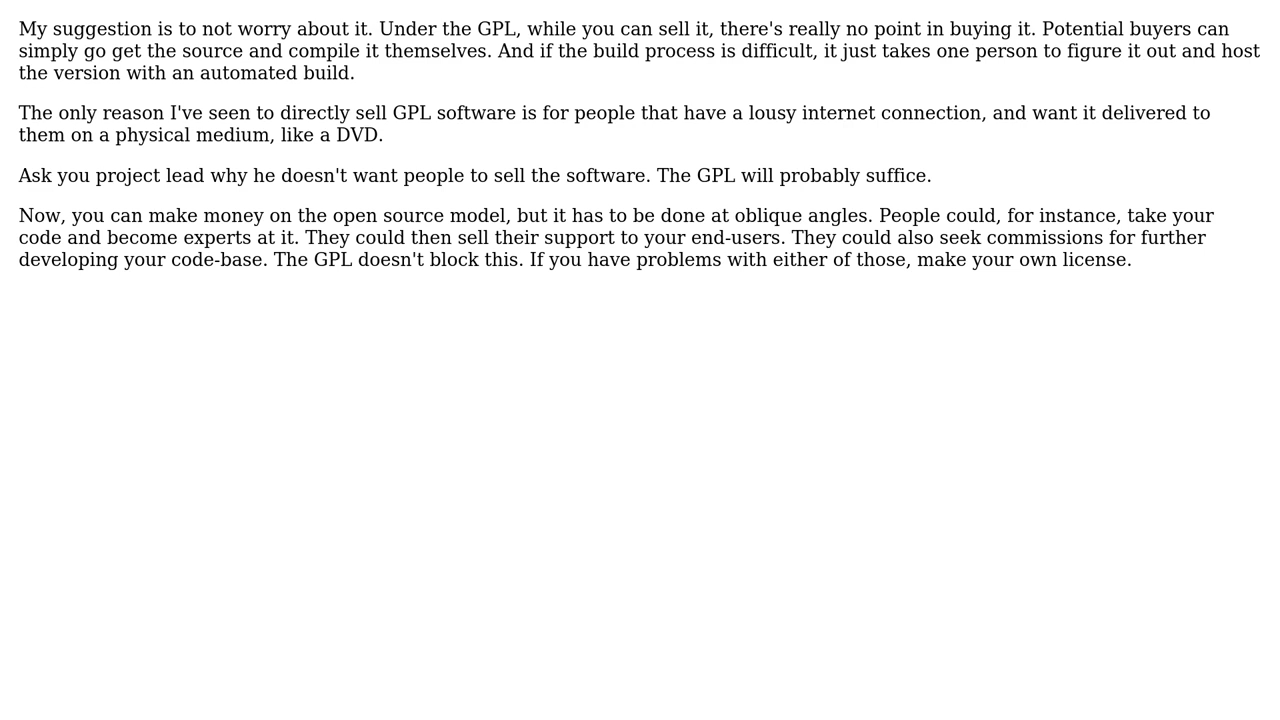 My suggestion is to not worry about it. Under the GPL, while you can sell it, there's really no point in buying it. Potential buyers can
simply go get the source and compile it themselves. And if the build process is difficult, it just takes one person to figure it out and host
the version with an automated build.
The only reason I've seen to directly sell GPL software is for people that have a lousy internet connection, and want it delivered to
them on a physical medium, like a DVD.
Ask you project lead why he doesn't want people to sell the software. The GPL will probably suffice.
Now, you can make money on the open source model, but it has to be done at oblique angles. People could, for instance, take your
code and become experts at it. They could then sell their support to your end-users. They could also seek commissions for further
developing your code-base. The GPL doesn't block this. If you have problems with either of those, make your own license.